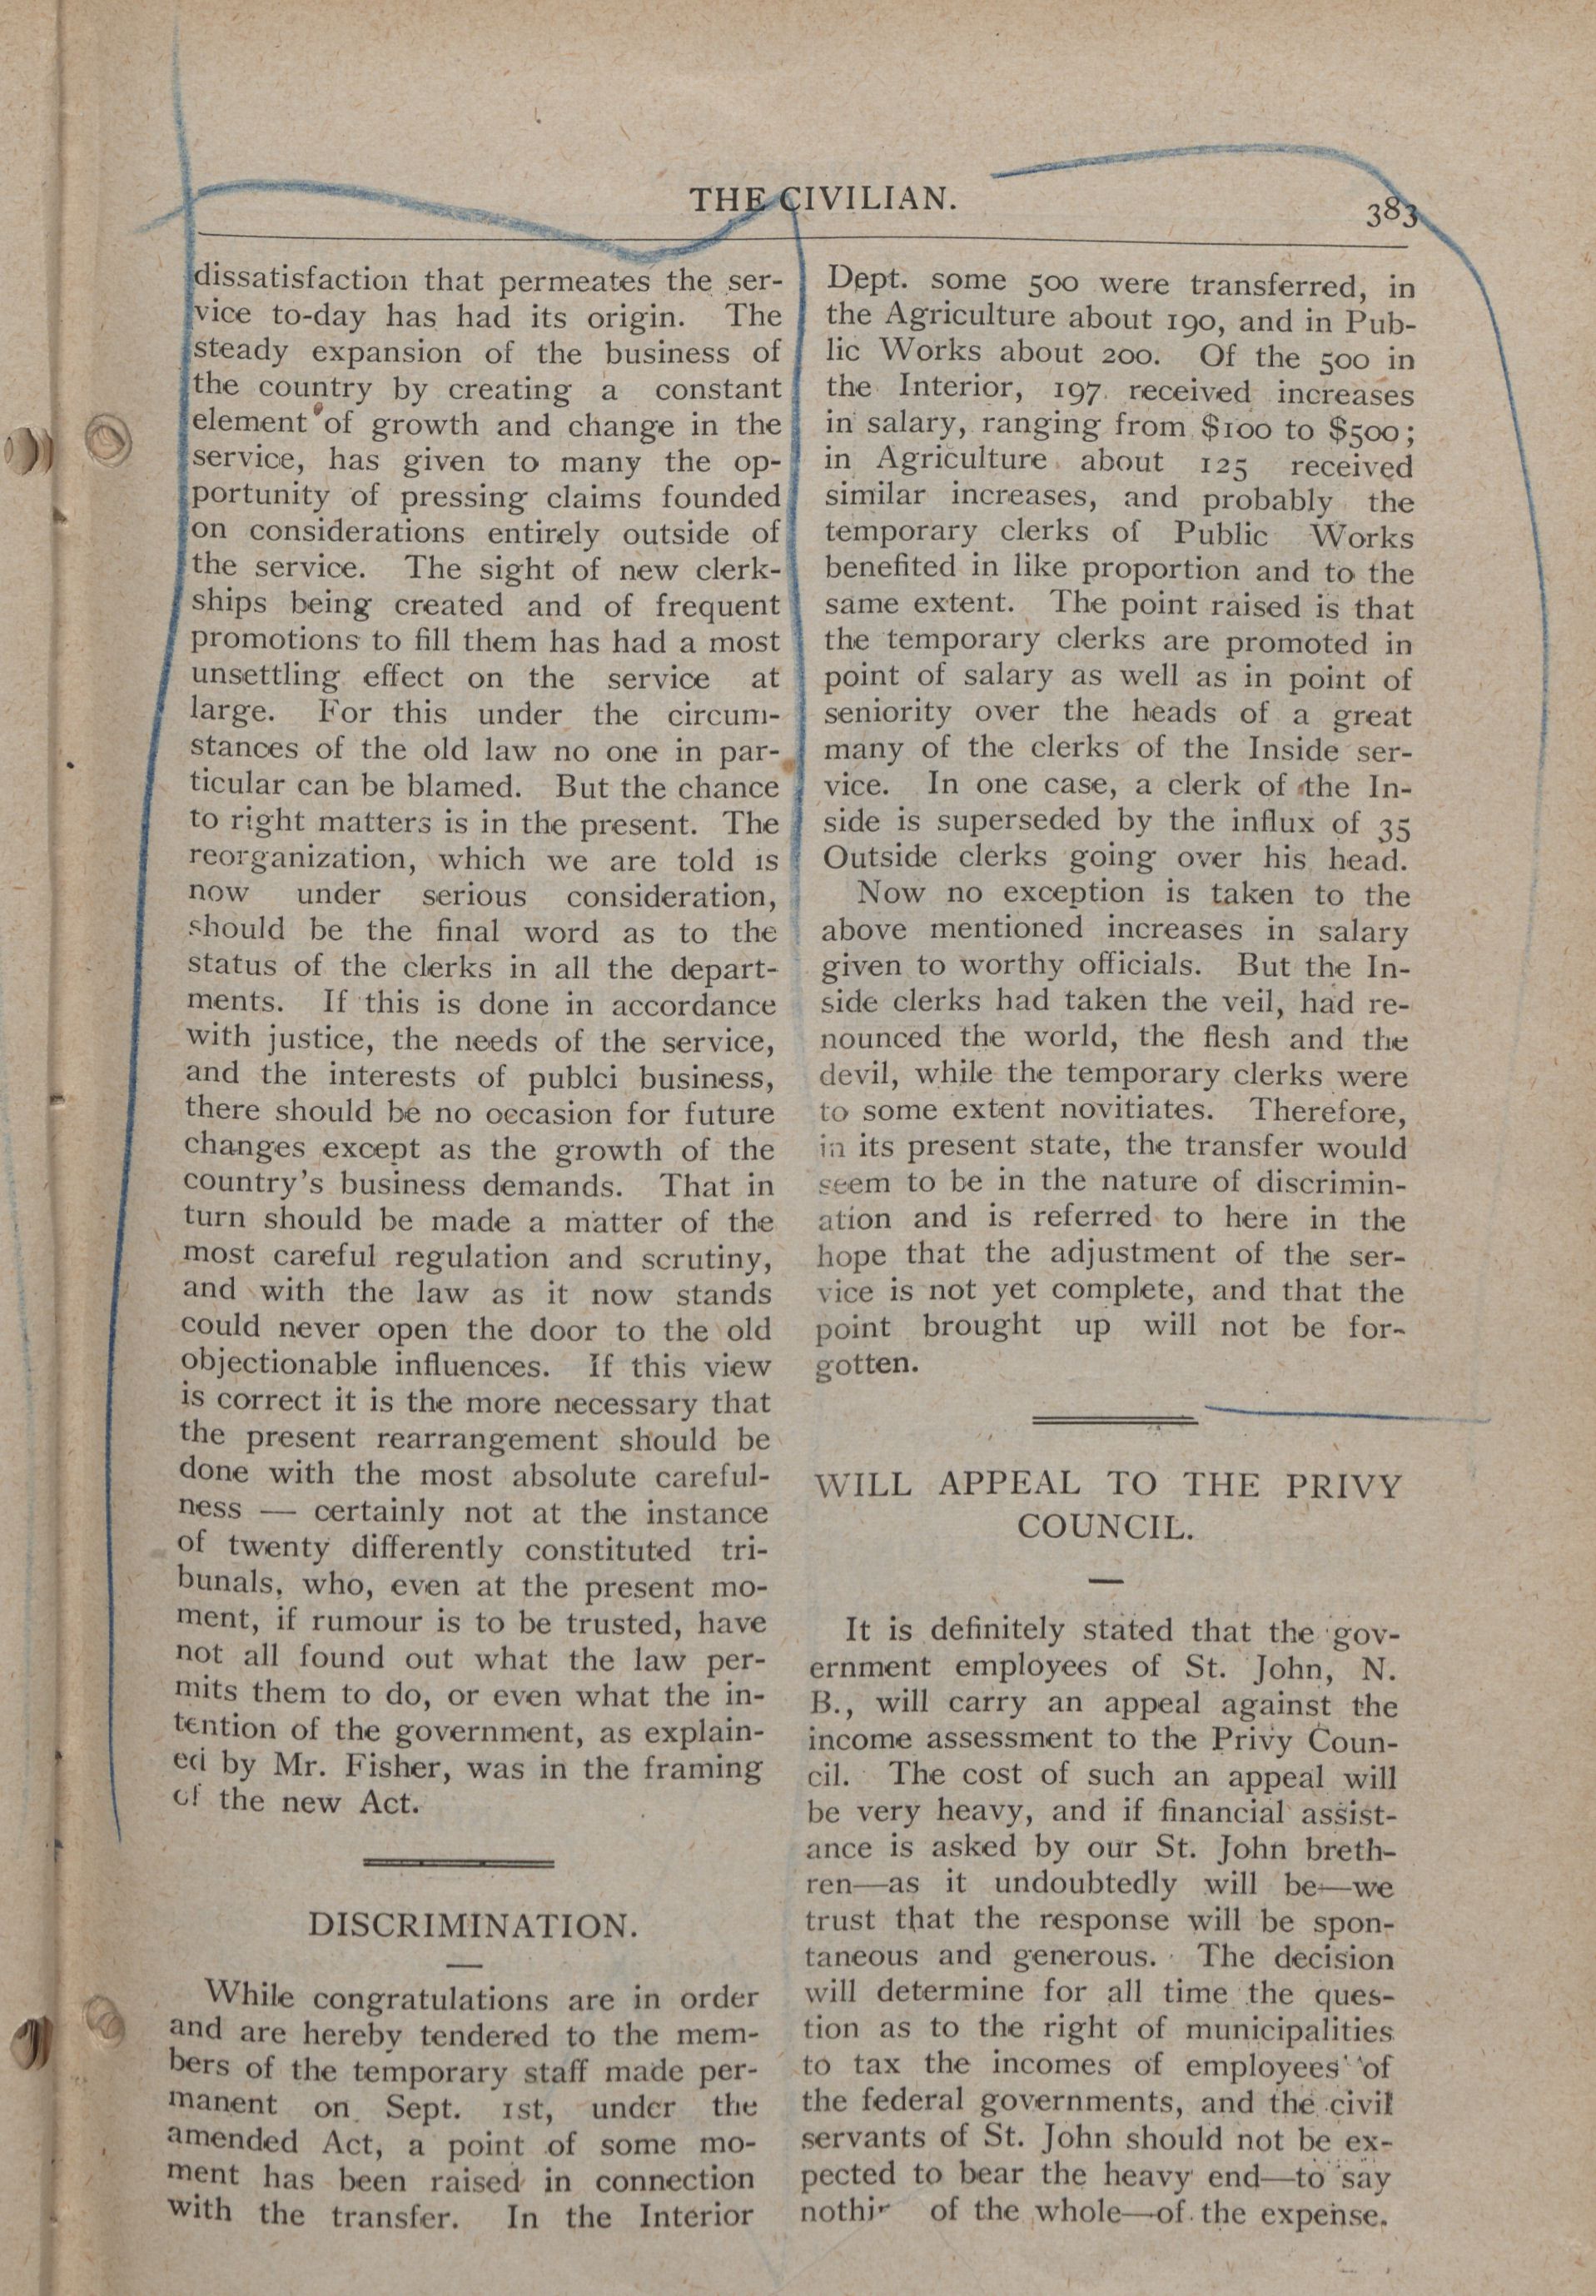 THE CIVILIAN.
383
dissatisfaction that permeates the ser-
vice to-day has had its origin. The
steady expansion of the business of
the country by creating a constant
element of growth and change in the
service, has given to many the op-
portunity of pressing claims founded
on considerations entirely outside of
the service. The sight of new clerk-
ships being created and of frequent
promotions to fill them has had a most
unsettling effect on the service at
large. For this under the circum-
stances of the old law no one in par-
ticular can be blamed. But the chance
to right matters is in the present. The
reorganization, which we are told is
now under serious consideration,
should be the final word as to the
status of the clerks in all the depart-
ments. If this is done in accordance
with justice, the needs of the service,
and the interests of publci business,
there should be no occasion for future
changes except as the growth of the
country's business demands. That in
turn should be made a matter of the
most careful regulation and scrutiny,
and with the law as it now stands
could never open the door to the old
objectionable influences. If this view
is correct it is the more necessary that
the present rearrangement should be
done with the most absolute careful-
ness — certainly not at the instance
of twenty differently constituted tri-
bunals, who, even at the present mo-
ment, if rumour is to be trusted, have
not all found out what the law per-
mits them to do, or even what the in-
tention of the government, as explain-
ed by Mr. Fisher, was in the framing
of the new Act.
DISCRIMINATION.
While congratulations are in order
and are hereby tendered to the mem-
bers of the temporary staff made per-
manent on Sept. 1st, under the
amended Act, a point of some mo-
ment has been raised in connection
with the transfer. In the Interior
Dept. some 500 were transferred, in
the Agriculture about 190, and in Pub-
lic Works about 200. Of the 500 in
the Interior, 197 received increases
in salary, ranging from $100 to $500;
in Agriculture about 125 received
similar increases, and probably the
temporary clerks of Public Works
benefited in like proportion and to the
same extent. The point raised is that
the temporary clerks are promoted in
point of salary as well as in point of
seniority over the heads of a great
many of the clerks of the Inside ser-
vice. In one case, a clerk of the In-
side is superseded by the influx of 35
Outside clerks going over his head.
Now no exception is taken to the
above mentioned increases in salary
given to worthy officials. But the In-
side clerks had taken the veil, had re-
nounced the world, the flesh and the
devil, while the temporary clerks were
to some extent novitiates. Therefore,
in its present state, the transfer would
seem to be in the nature of discrimin-
ation and is referred to here in the
hope that the adjustment of the ser-
vice is not yet complete, and that the
point brought up will not be for-
gotten.
WILL APPEAL TO THE PRIVY
COUNCIL.
It is definitely stated that the gov-
ernment employees of St. John, N.
B., will carry an appeal against the
income assessment to the Privy Coun-
cil. The cost of such an appeal will
be very heavy, and if financial assist-
ance is asked by our St. John breth-
ren—as it undoubtedly will be—we
trust that the response will be spon-
taneous and generous. The decision
will determine for all time the ques-
tion as to the right of municipalities
to tax the incomes of employees of
the federal governments, and the civil
servants of St. John should not be ex-
pected to bear the heavy end—to say
of the whole—of the expense.